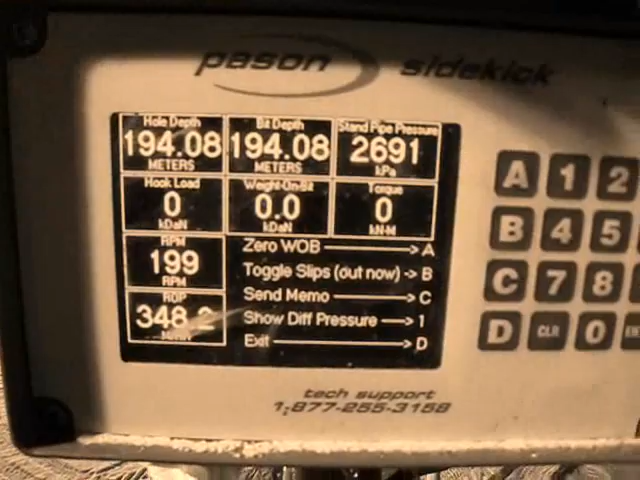 pason sidekick
Hole Depth Bit Depth Stand Pipe Pressure
194.08 194.08 2691
METERS METERS kPa
Hook Load Weight-On-Bit Torque
0 0.0 0
kDaN kDaN kN-M
RPM
199
RPM
ROP
348.2
Zero WOB -> A
Toggle Slips (out now) -> B
Send Memo -> C
Show Diff Pressure -> 1
Exit -> D
A 1 2
B 4 5
C 7 8
D CLR 0
tech support
1-877-255-3158